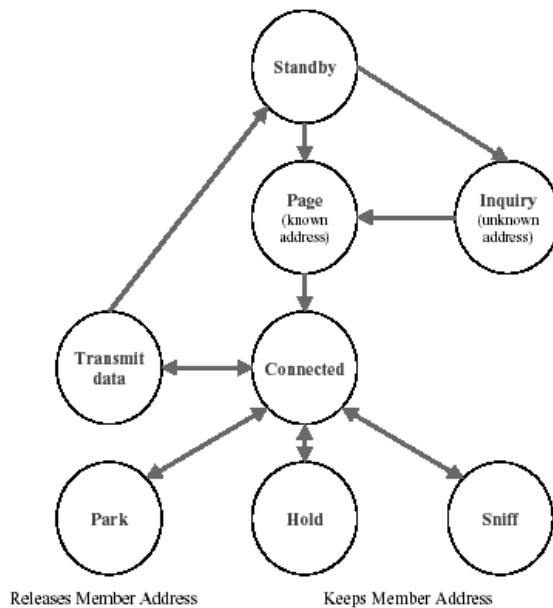 Standby
Page
(known
address)
Inquiry
(unknown
address)
Transmit
data
Connected
Park
Hold
Sniff
Releases Member Address
Keeps Member Address